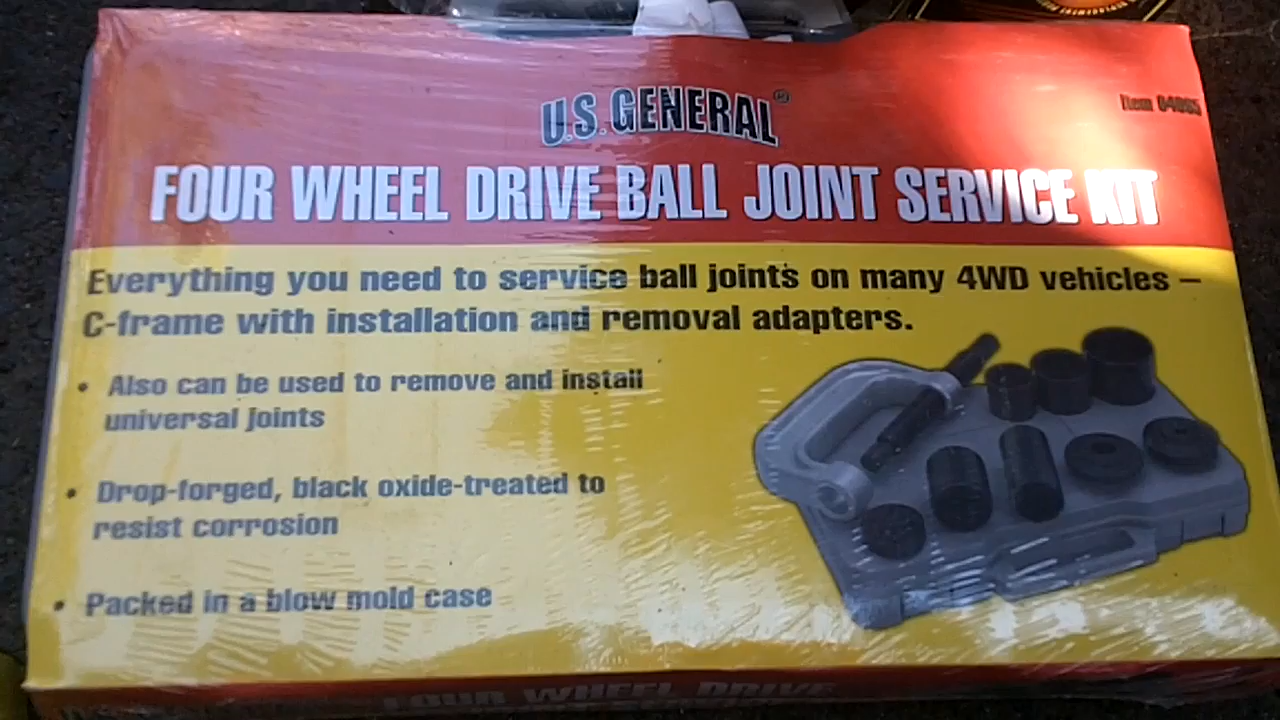 U.S. GENERAL®
Item 04085
FOUR WHEEL DRIVE BALL JOINT SERVICE KIT
Everything you need to service ball joints on many 4WD vehicles –
C-frame with installation and removal adapters.
• Also can be used to remove and install
universal joints
• Drop-forged, black oxide-treated to
resist corrosion
• Packed in a blow mold case
FOUR WHEEL DRIVE